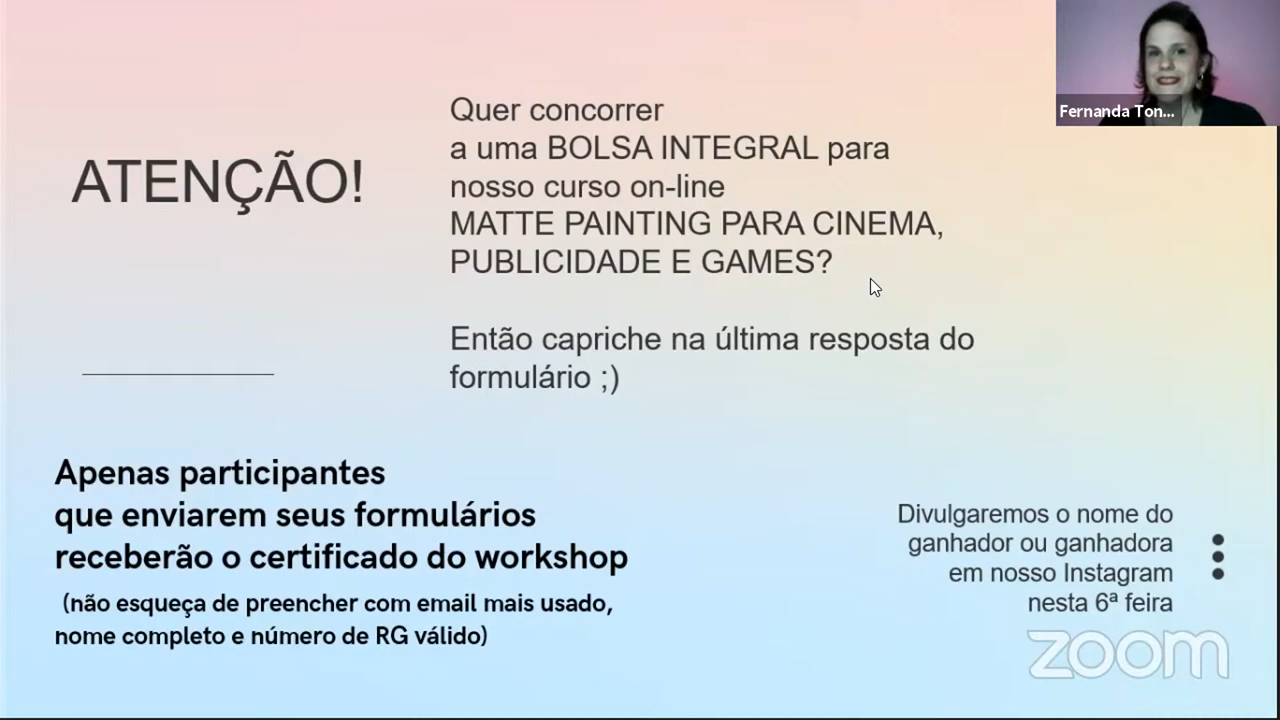 ATENÇÃO!
Quer concorrer
a uma BOLSA INTEGRAL para
nosso curso on-line
MATTE PAINTING PARA CINEMA,
PUBLICIDADE E GAMES?
Então capriche na última resposta do
formulário ;)
Apenas participantes
que enviarem seus formulários
receberão o certificado do workshop
(não esqueça de preencher com email mais usado,
nome completo e número de RG válido)
Divulgaremos o nome do
ganhador ou ganhadora
em nosso Instagram
nesta 6ª feira
Fernanda Ton...
zoom